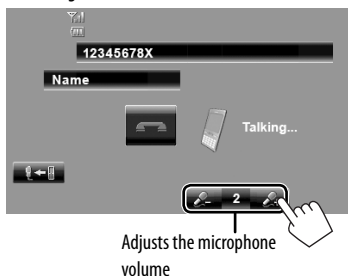 12345678X
Name
Talking...
2
Adjusts the microphone
volume